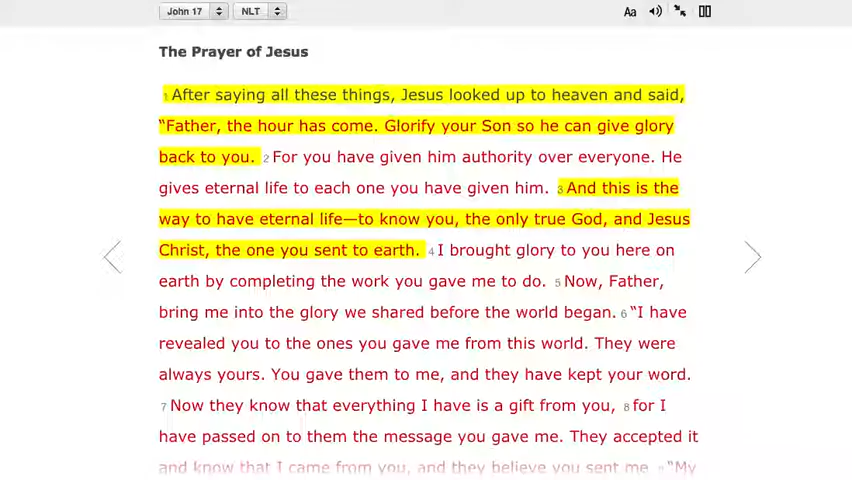 John 17 NLT Aa
The Prayer of Jesus
1 After saying all these things, Jesus looked up to heaven and said,
“Father, the hour has come. Glorify your Son so he can give glory
back to you. 2 For you have given him authority over everyone. He
gives eternal life to each one you have given him. 3 And this is the
way to have eternal life—to know you, the only true God, and Jesus
Christ, the one you sent to earth. 4 I brought glory to you here on
earth by completing the work you gave me to do. 5 Now, Father,
bring me into the glory we shared before the world began. 6 “I have
revealed you to the ones you gave me from this world. They were
always yours. You gave them to me, and they have kept your word.
7 Now they know that everything I have is a gift from you, 8 for I
have passed on to them the message you gave me. They accepted it
and know that I came from you, and they believe you sent me 9 “My